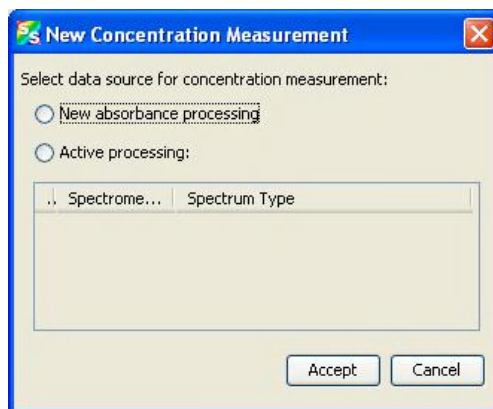 SS New Concentration Measurement
Select data source for concentration measurement:
New absorbance processing
Active processing:
.. Spectrome... Spectrum Type
Accept Cancel